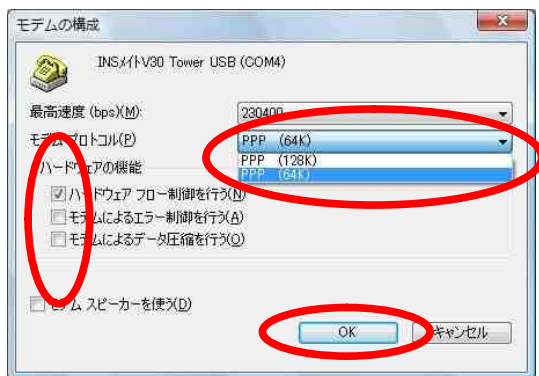 モデムの構成
INSメイトV30 Tower USB (COM4)
最高速度 (bps)(M):
230400
モデム プロトコル(P)
PPP (64K)
PPP (128K)
PPP (64K)
ハードウェアの機能
ハードウェア フロー制御を行う(N)
モデムによるエラー制御を行う(A)
モデムによるデータ圧縮を行う(O)
モデム スピーカーを使う(D)
OK
キャンセル